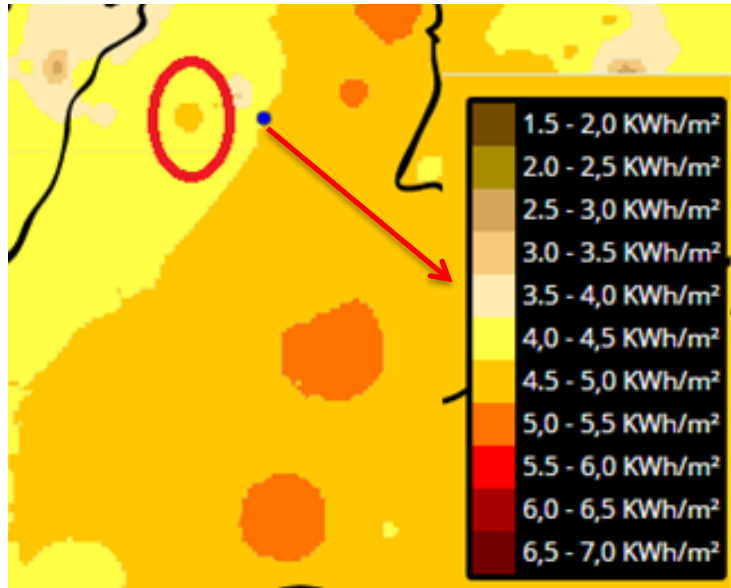 1.5 - 2,0 KWh/m²
2.0 - 2,5 KWh/m²
2.5 - 3,0 KWh/m²
3.0 - 3.5 KWh/m²
3.5 - 4,0 KWh/m²
4,0 - 4,5 KWh/m²
4.5 - 5,0 KWh/m²
5,0 - 5,5 KWh/m²
5.5 - 6,0 KWh/m²
6,0 - 6,5 KWh/m²
6,5 - 7,0 KWh/m²